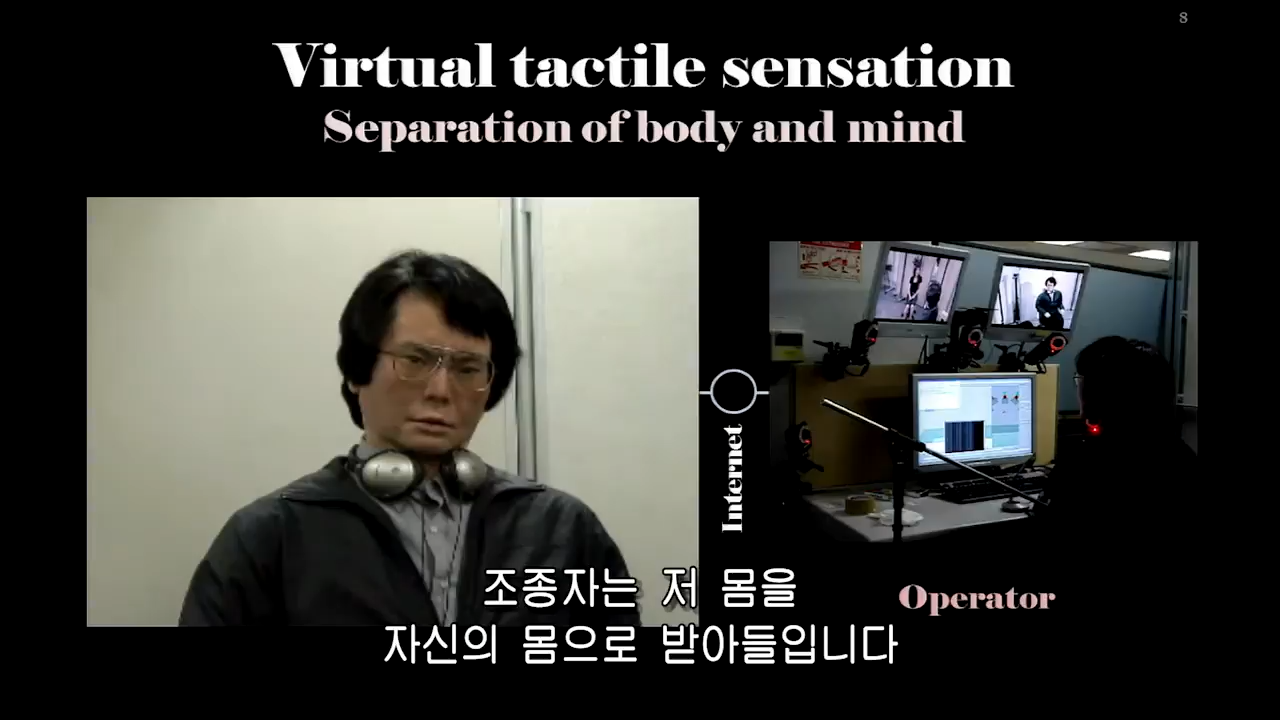 8
Virtual tactile sensation
Separation of body and mind
Internet
Operator
조종자는 저 몸을
자신의 몸으로 받아들입니다